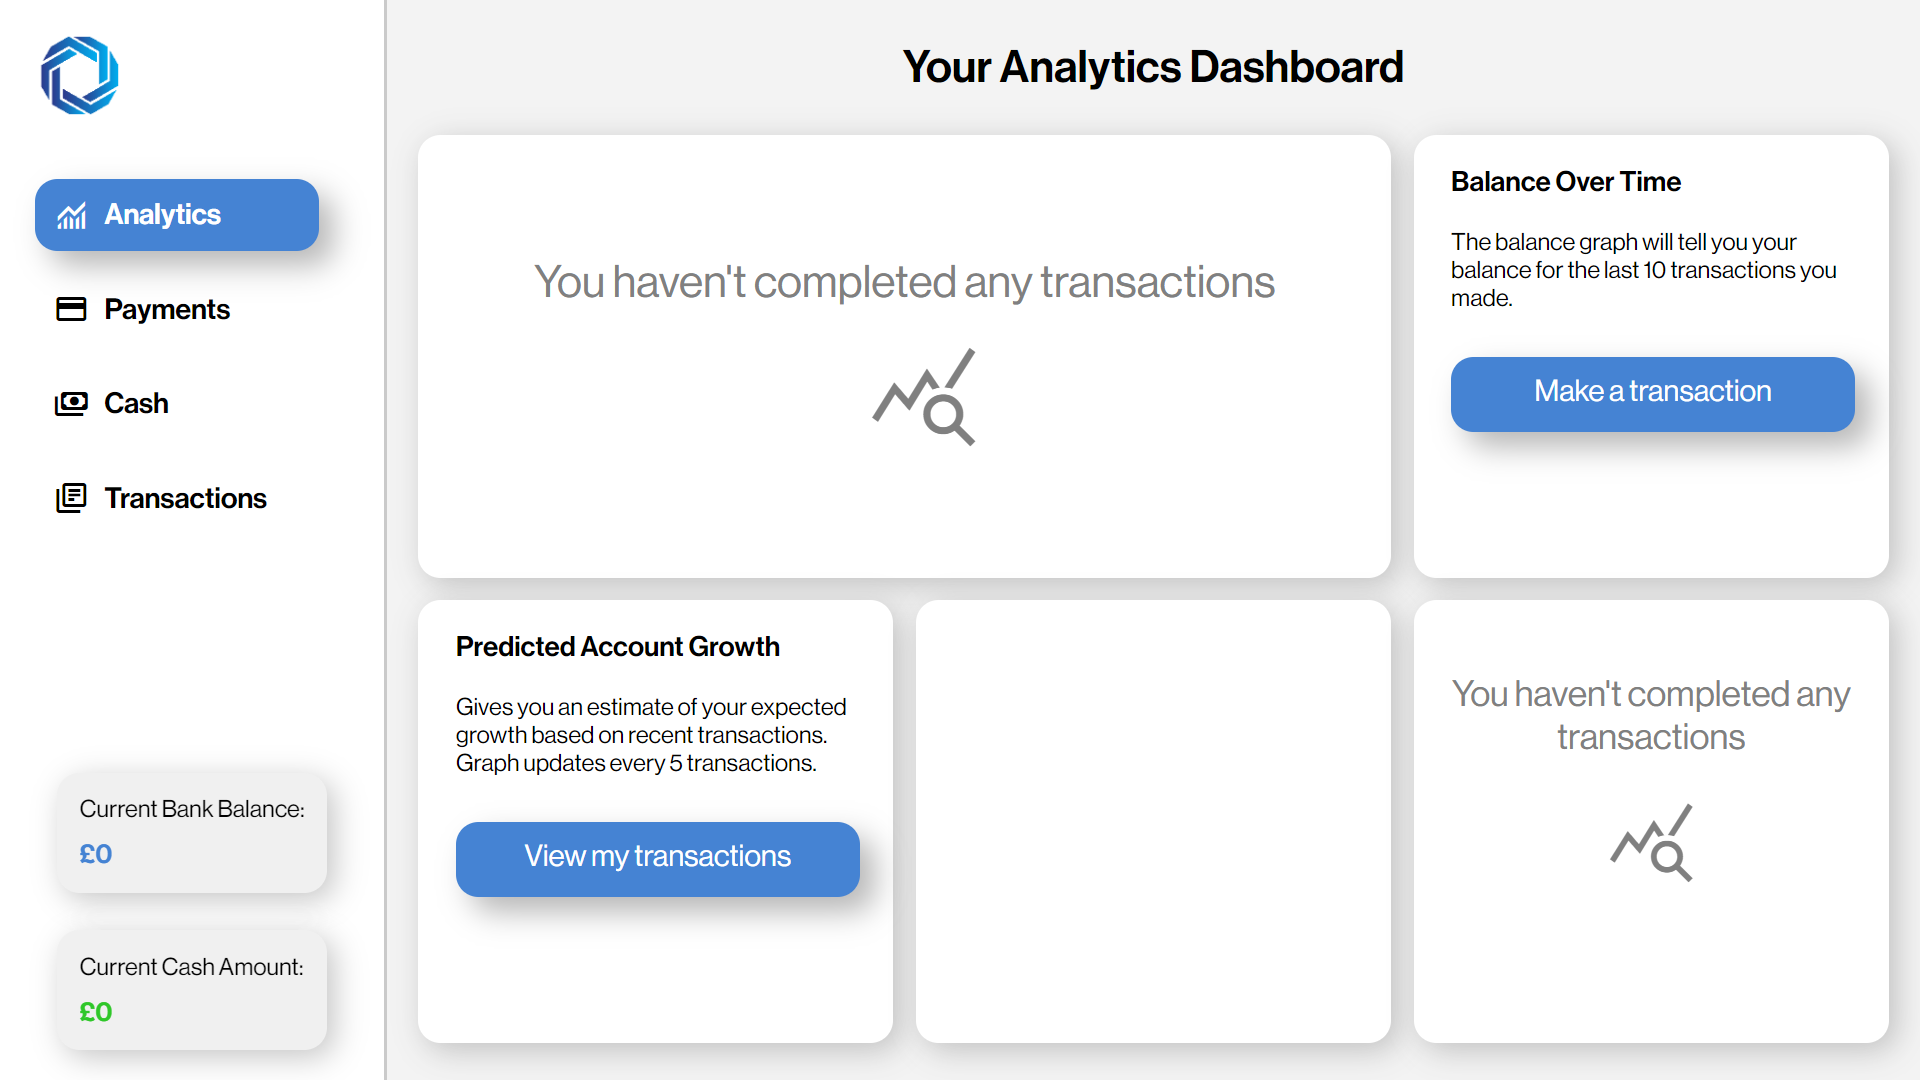 Analytics
Payments
Cash
Transactions
Current Bank Balance:
£0
Current Cash Amount:
£0
Your Analytics Dashboard
You haven't completed any transactions
Balance Over Time
The balance graph will tell you your
balance for the last 10 transactions you
made.
Make a transaction
Predicted Account Growth
Gives you an estimate of your expected
growth based on recent transactions.
Graph updates every 5 transactions.
View my transactions
You haven't completed any
transactions